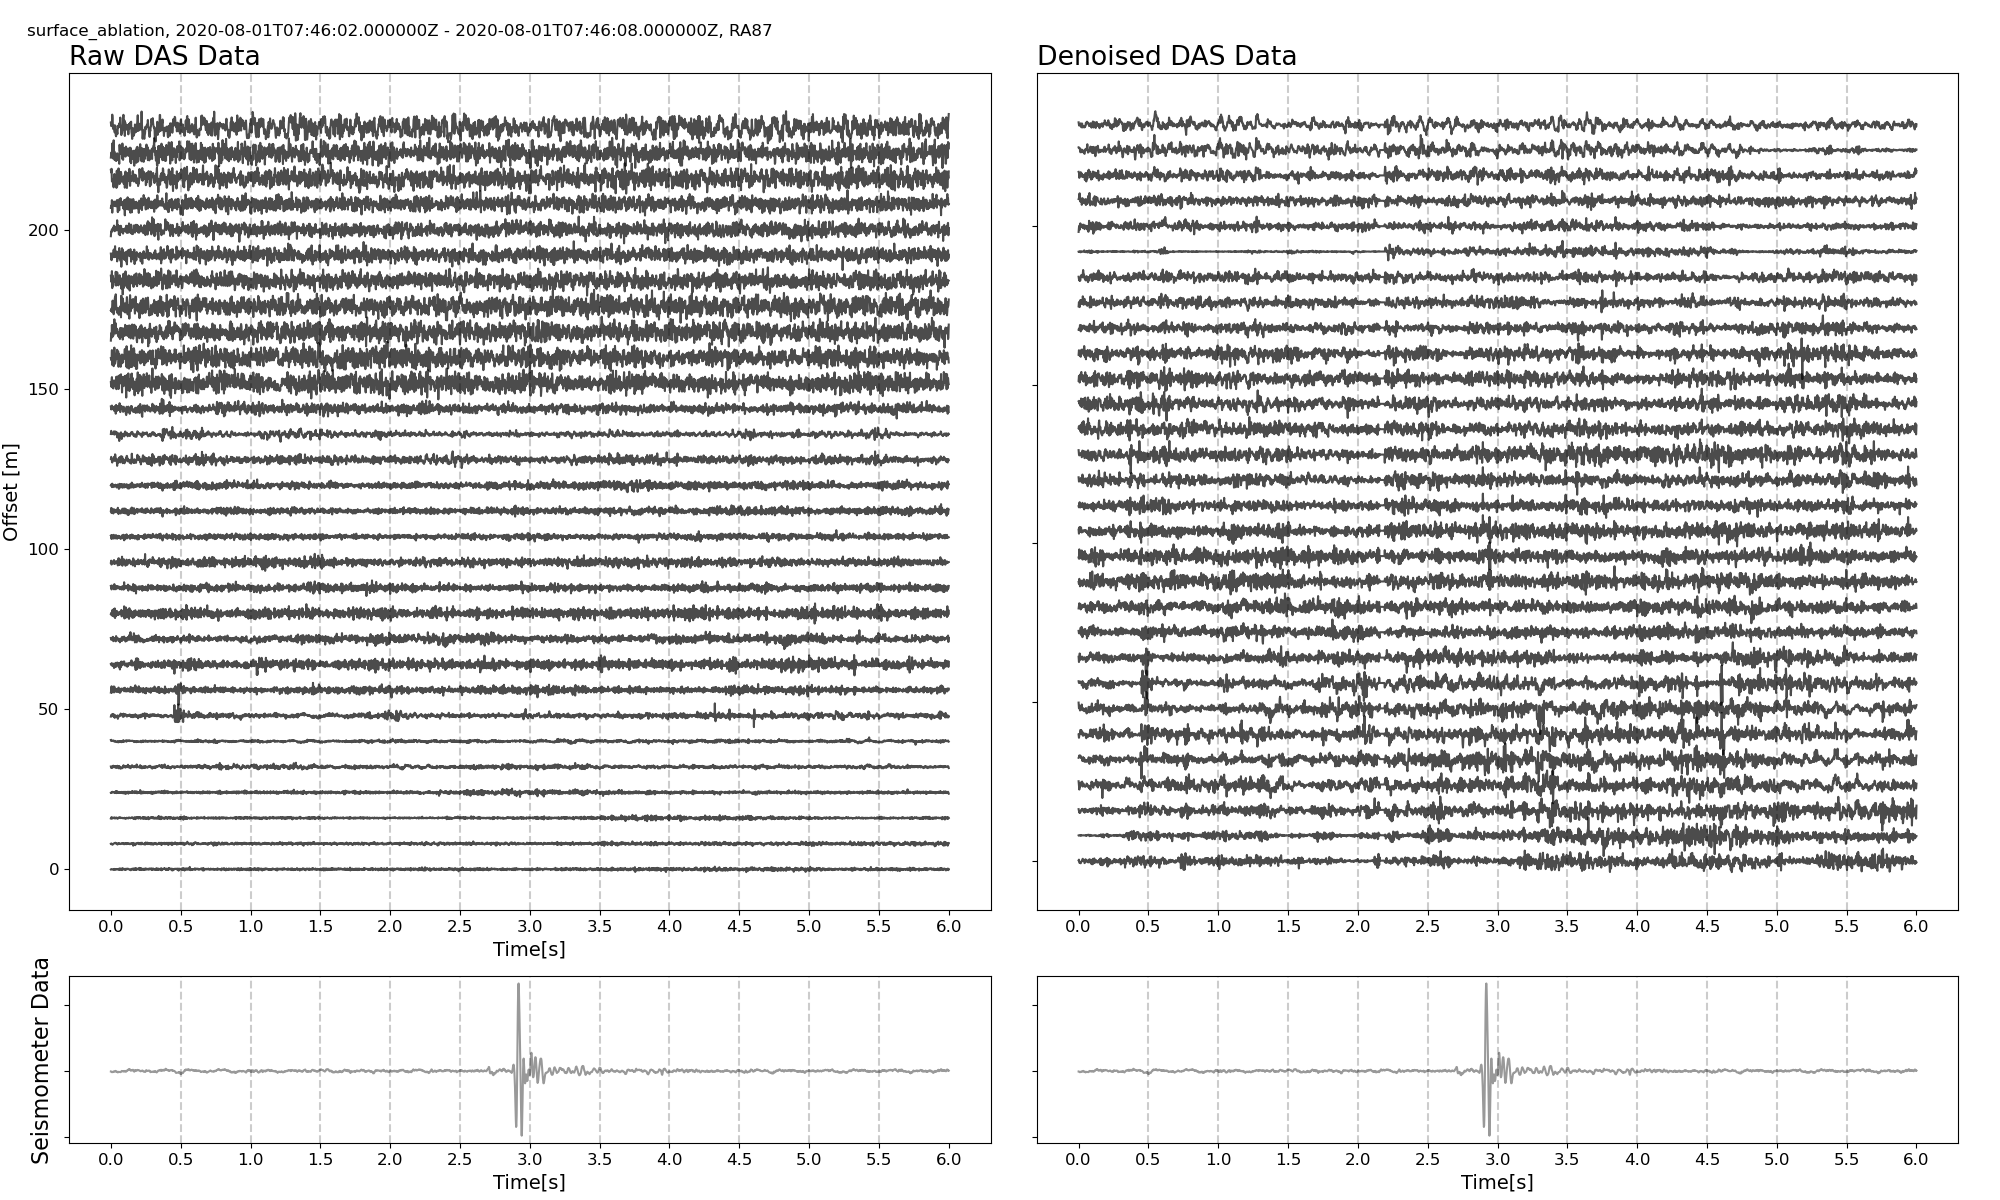 surface_ablation, 2020-08-01T07:46:02.000000Z - 2020-08-01T07:46:08.000000Z, RA87
Raw DAS Data
Denoised DAS Data
Offset [m]
200
150
100
50
0
0.0 0.5 1.0 1.5 2.0 2.5 3.0 3.5 4.0 4.5 5.0 5.5 6.0
Time[s]
0.0 0.5 1.0 1.5 2.0 2.5 3.0 3.5 4.0 4.5 5.0 5.5 6.0
Seismometer Data
0.0 0.5 1.0 1.5 2.0 2.5 3.0 3.5 4.0 4.5 5.0 5.5 6.0
Time[s]
0.0 0.5 1.0 1.5 2.0 2.5 3.0 3.5 4.0 4.5 5.0 5.5 6.0
Time[s]